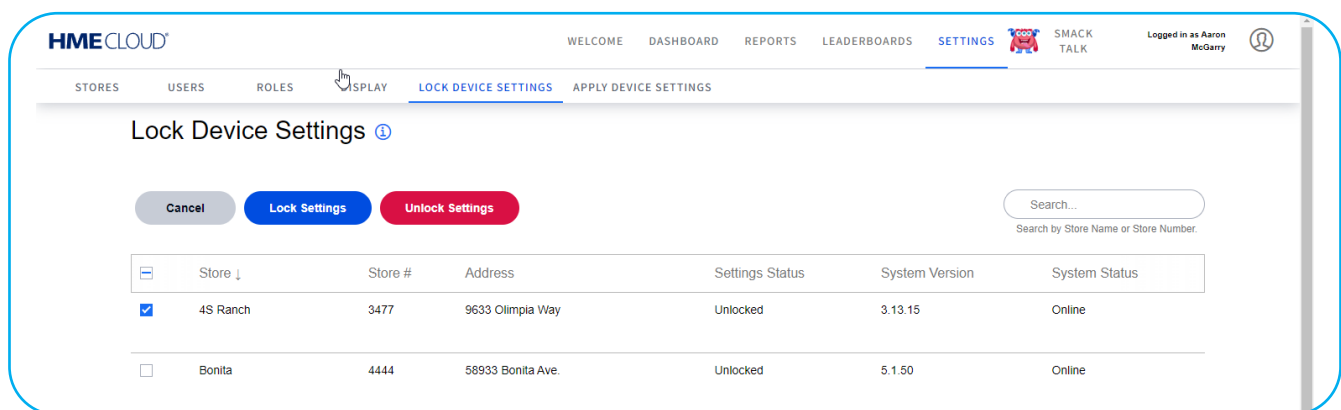 HME CLOUD®
WELCOME DASHBOARD REPORTS LEADERBOARDS SETTINGS SMACK TALK Logged in as Aaron McGarry
STORES USERS ROLES DISPLAY LOCK DEVICE SETTINGS APPLY DEVICE SETTINGS
Lock Device Settings
Cancel Lock Settings Unlock Settings Search...
Search by Store Name or Store Number.
Store ↓ Store # Address Settings Status System Version System Status
4S Ranch 3477 9633 Olimpia Way Unlocked 3.13.15 Online
Bonita 4444 58933 Bonita Ave. Unlocked 5.1.50 Online